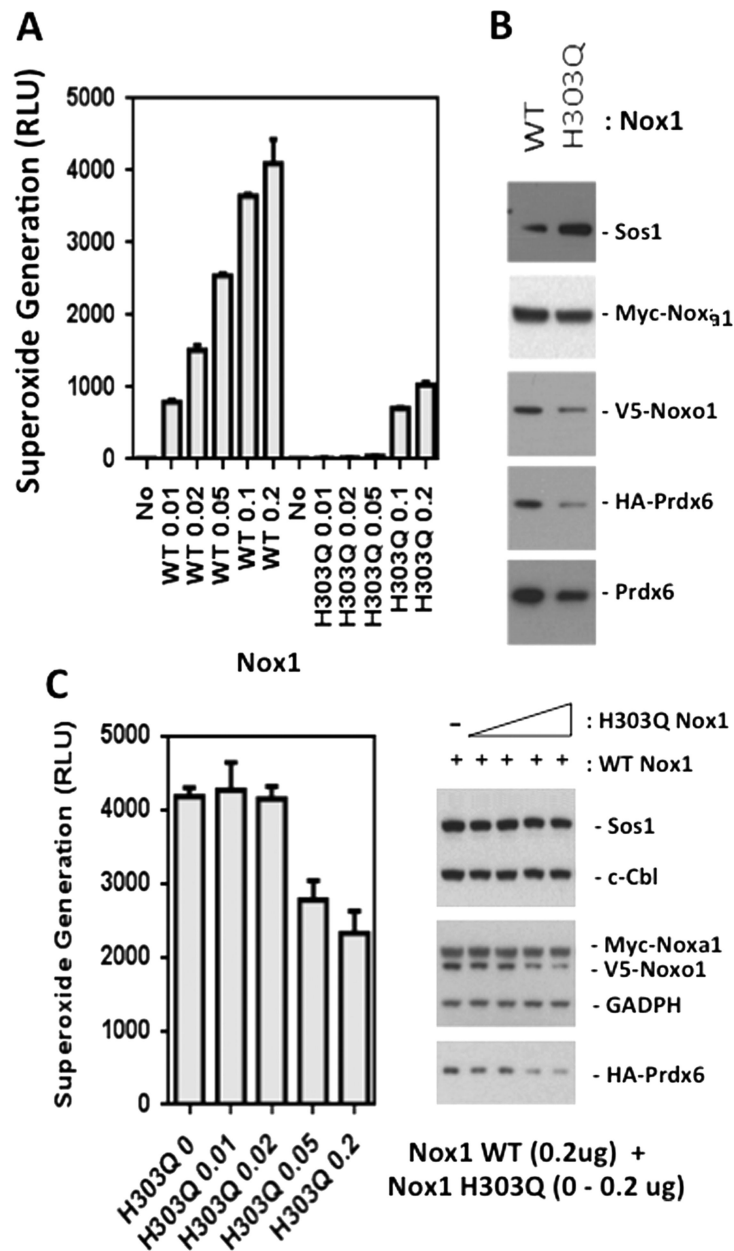 A
Superoxide Generation (RLU)
5000
4000
3000
2000
1000
0
No
WT 0.01
WT 0.02
WT 0.05
WT 0.1
WT 0.2
No
H303Q 0.01
H303Q 0.02
H303Q 0.05
H303Q 0.1
H303Q 0.2
Nox1
B
WT
H303Q
: Nox1
- Sos1
- Myc-Noxa1
- V5-Noxo1
- HA-Prdx6
- Prdx6
C
Superoxide Generation (RLU)
5000
4000
3000
2000
1000
0
H303Q 0
H303Q 0.01
H303Q 0.02
H303Q 0.05
H303Q 0.2
– : H303Q Nox1
+ + + + + : WT Nox1
- Sos1
- c-Cbl
- Myc-Noxa1
- V5-Noxo1
- GADPH
- HA-Prdx6
Nox1 WT (0.2ug) +
Nox1 H303Q (0 - 0.2 ug)